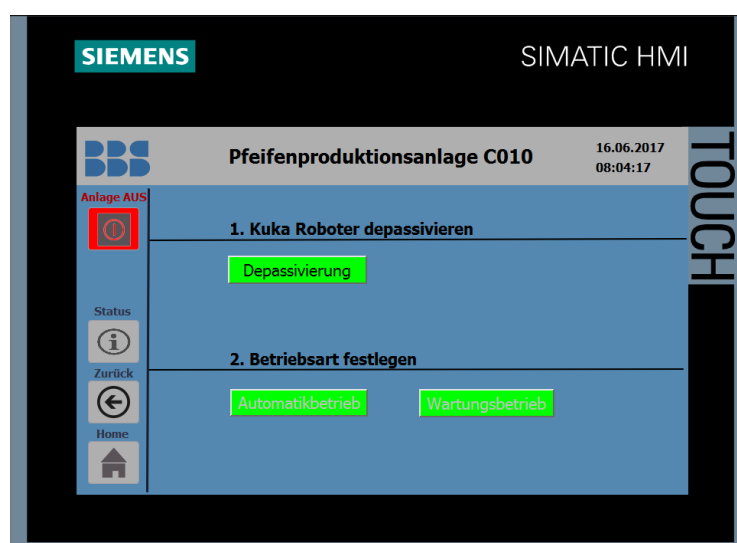 SIEMENS
SIMATIC HMI
TOUCH
BBS
Pfeifenproduktionsanlage C010
16.06.2017
08:04:17
Anlage AUS
1. Kuka Roboter depassivieren
Depassivierung
Status
2. Betriebsart festlegen
Zurück
Automatikbetrieb
Wartungsbetrieb
Home